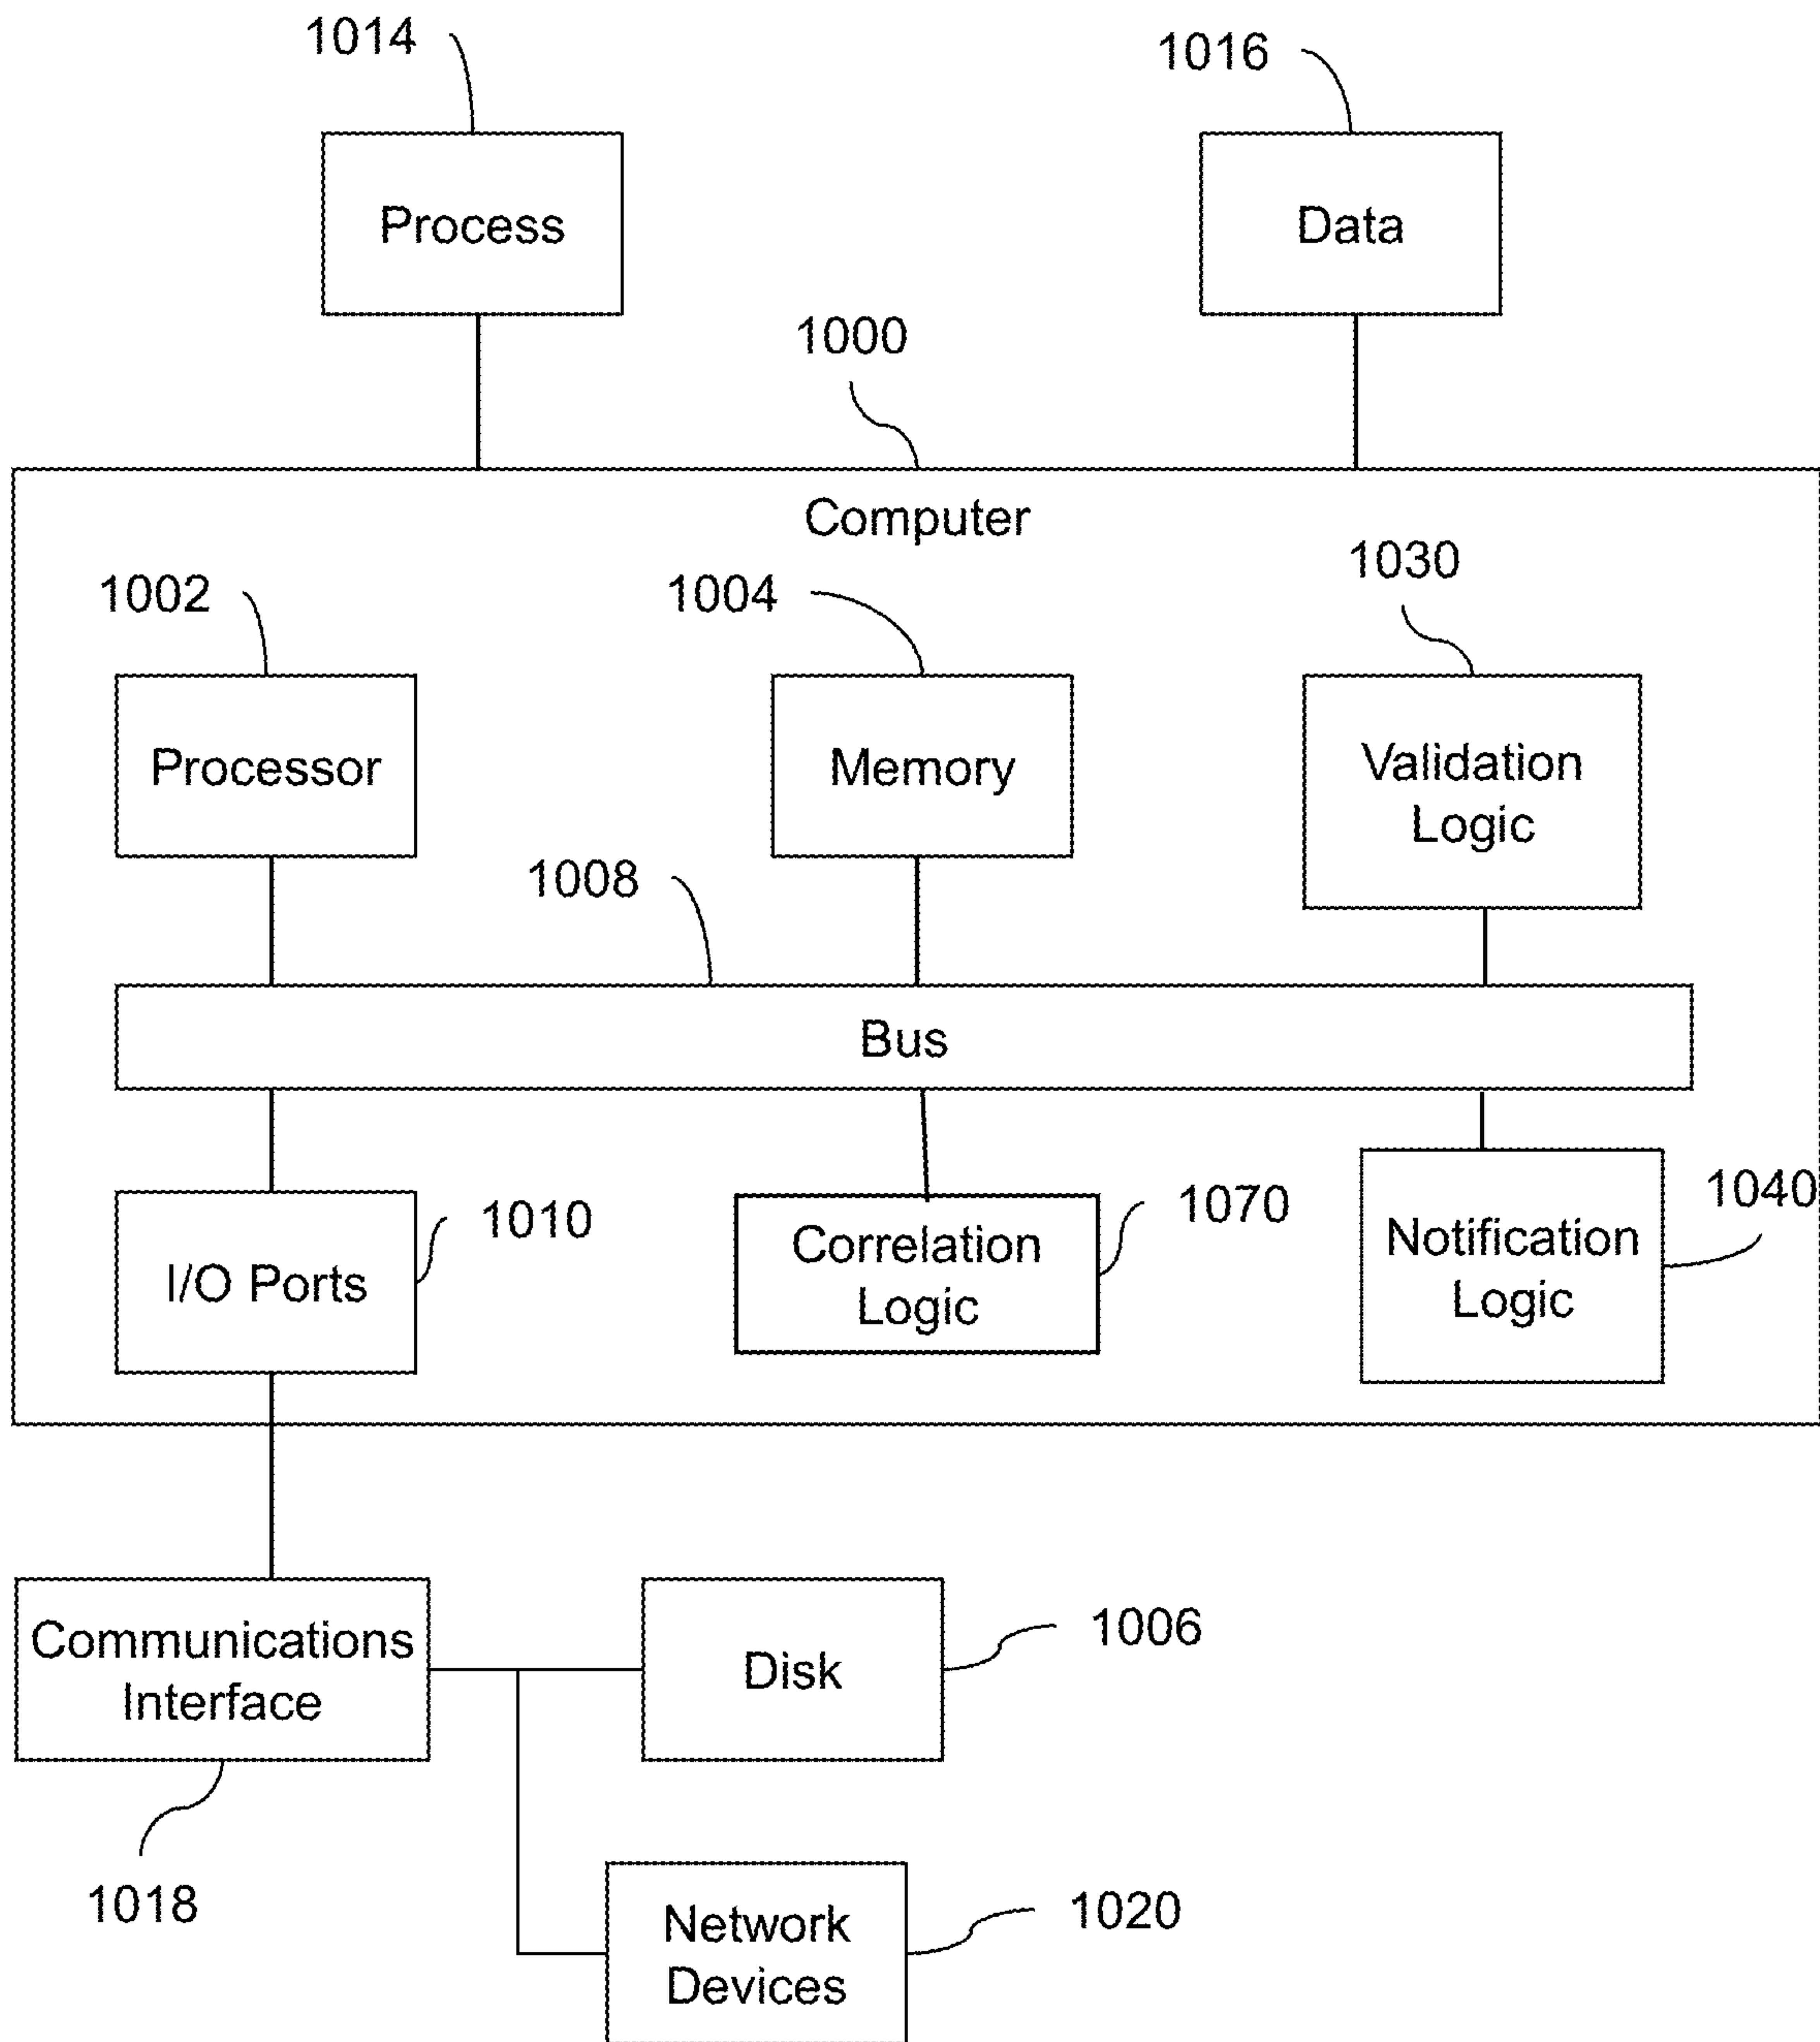 1014
1016
Process
Data
1000
Computer
1002
1004
1030
Processor
Memory
Validation
Logic
1008
Bus
I/O Ports
1010
Correlation
Logic
1070
Notification
Logic
1040
Communications
Interface
1018
Disk
1006
Network
Devices
1020